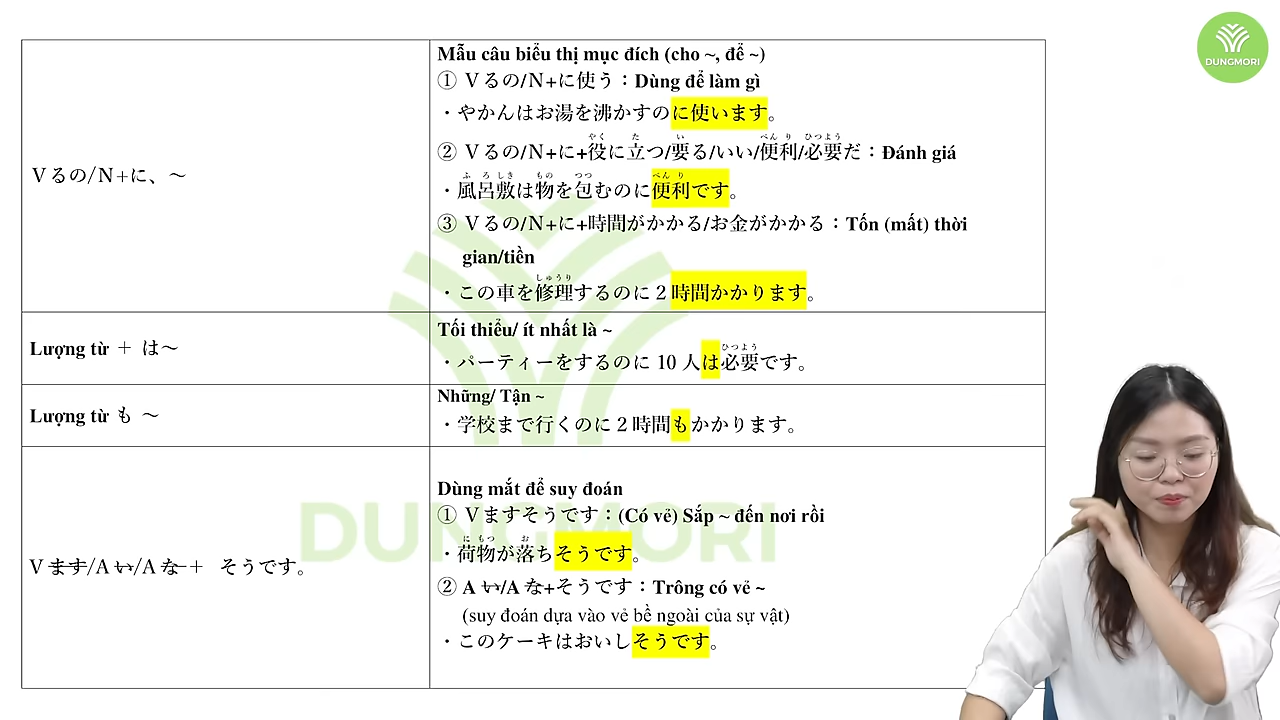 DUNGMORI
Mẫu câu biểu thị mục đích (cho ~, để ~)
Vるの/N+に、～
① Vるの/N+に使う：Dùng để làm gì
・やかんはお湯を沸かすのに使います。
やく た い べんり ひつよう
② Vるの/N+に+役に立つ/要る/いい/便利/必要だ：Đánh giá
ふろしき もの つつ べんり
・風呂敷は物を包むのに便利です。
③ Vるの/N+に+時間がかかる/お金がかかる：Tốn (mất) thời
gian/tiền
しゅうり
・この車を修理するのに２時間かかります。
Lượng từ ＋ は～
Tối thiểu/ ít nhất là ~
ひつよう
・パーティーをするのに 10 人は必要です。
Lượng từ も ～
Những/ Tận ~
・学校まで行くのに２時間もかかります。
Vます/Aい/Aな＋ そうです。
Dùng mắt để suy đoán
① Vますそうです：(Có vẻ) Sắp ~ đến nơi rồi
にもつ お
・荷物が落ちそうです。
② Aい/Aな+そうです：Trông có vẻ ~
(suy đoán dựa vào vẻ bề ngoài của sự vật)
・このケーキはおいしそうです。
DUNGMORI